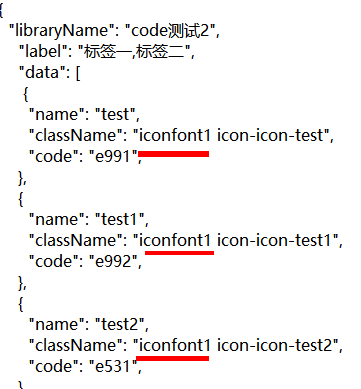 {
"libraryName": "code测试2",
"label": "标签一,标签二",
"data": [
{
"name": "test",
"className": "iconfont1 icon-icon-test",
"code": "e991",
},
{
"name": "test1",
"className": "iconfont1 icon-icon-test1",
"code": "e992",
},
{
"name": "test2",
"className": "iconfont1 icon-icon-test2",
"code": "e531",
}